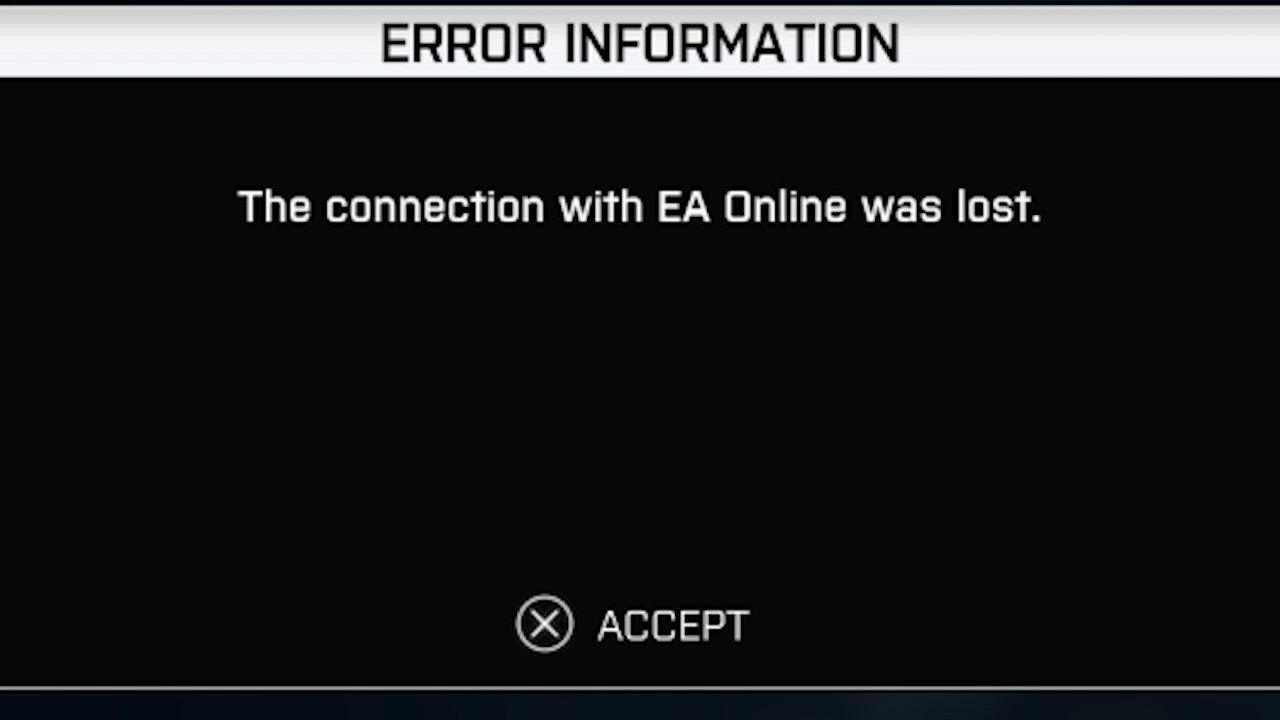 ERROR INFORMATION
The connection with EA Online was lost.
ACCEPT